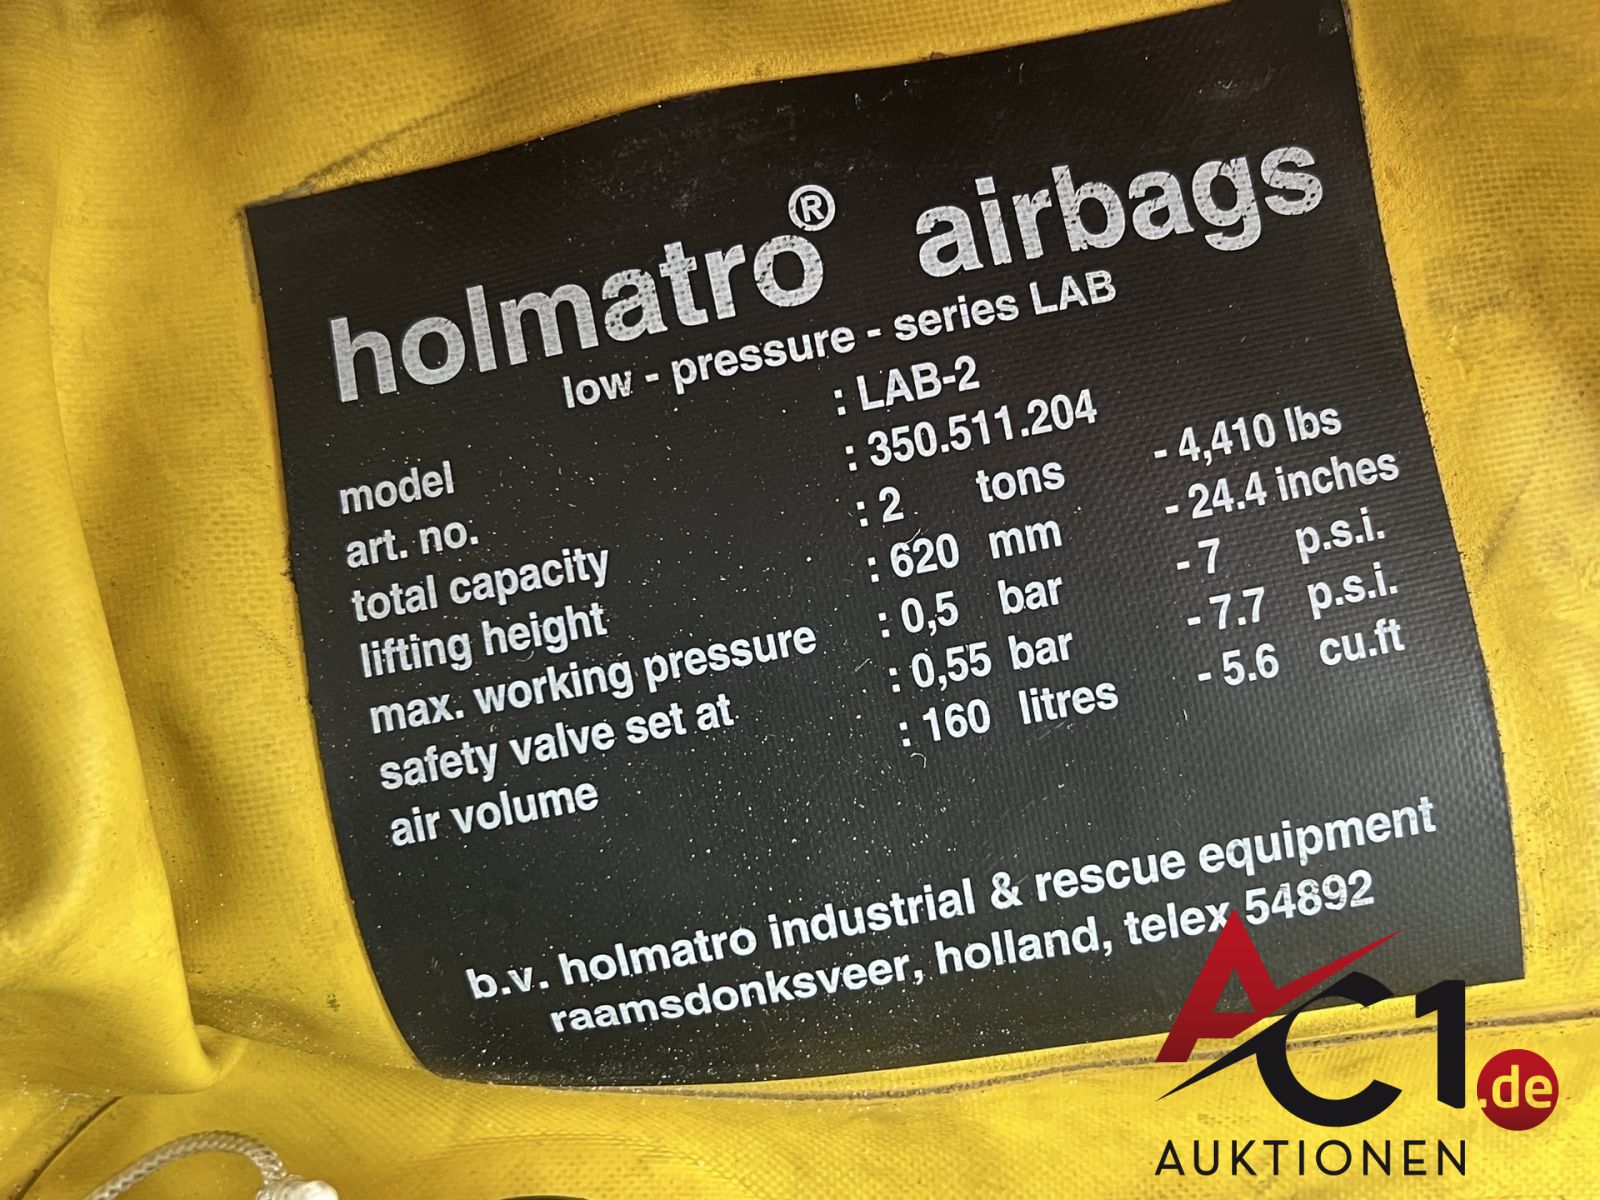 holmatro® airbags
low - pressure - series LAB
model : LAB-2
art. no. : 350.511.204
total capacity : 2 tons - 4,410 lbs
lifting height : 620 mm - 24.4 inches
max. working pressure : 0,5 bar - 7 p.s.i.
safety valve set at : 0,55 bar - 7.7 p.s.i.
air volume : 160 litres - 5.6 cu.ft
b.v. holmatro industrial & rescue equipment
raamsdonksveer, holland, telex 54892
AC1.de
AUKTIONEN